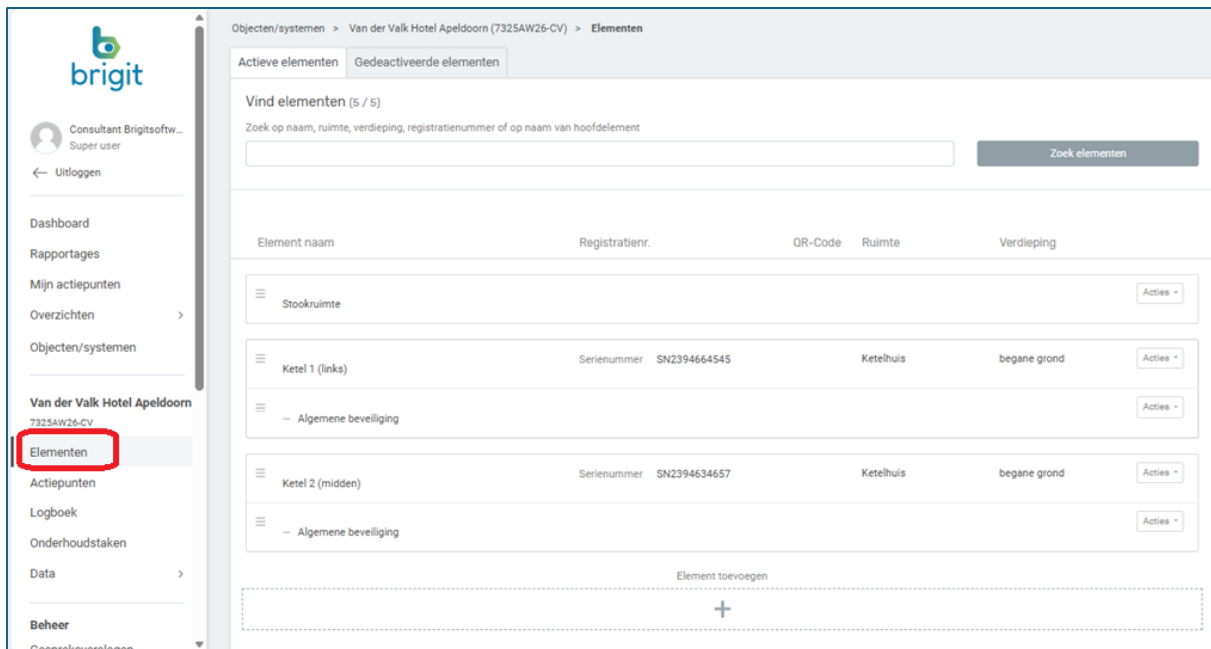 brigit
Consultant Brigitsoftw...
Super user
← Uitloggen
Dashboard
Rapportages
Mijn actiepunten
Overzichten >
Objecten/systemen
Van der Valk Hotel Apeldoorn
7325AW26-CV
Elementen
Actiepunten
Logboek
Onderhoudstaken
Data >
Beheer
Objecten/systemen > Van der Valk Hotel Apeldoorn (7325AW26-CV) > Elementen
Actieve elementen Gedeactiveerde elementen
Vind elementen (5 / 5)
Zoek op naam, ruimte, verdieping, registratienummer of op naam van hoofdelement
Zoek elementen
Element naam Registratienr. QR-Code Ruimte Verdieping
Stookruimte Acties
Ketel 1 (links) Serienummer SN2394664545 Ketelhuis begane grond Acties
– Algemene beveiliging Acties
Ketel 2 (midden) Serienummer SN2394634657 Ketelhuis begane grond Acties
– Algemene beveiliging Acties
Element toevoegen
+